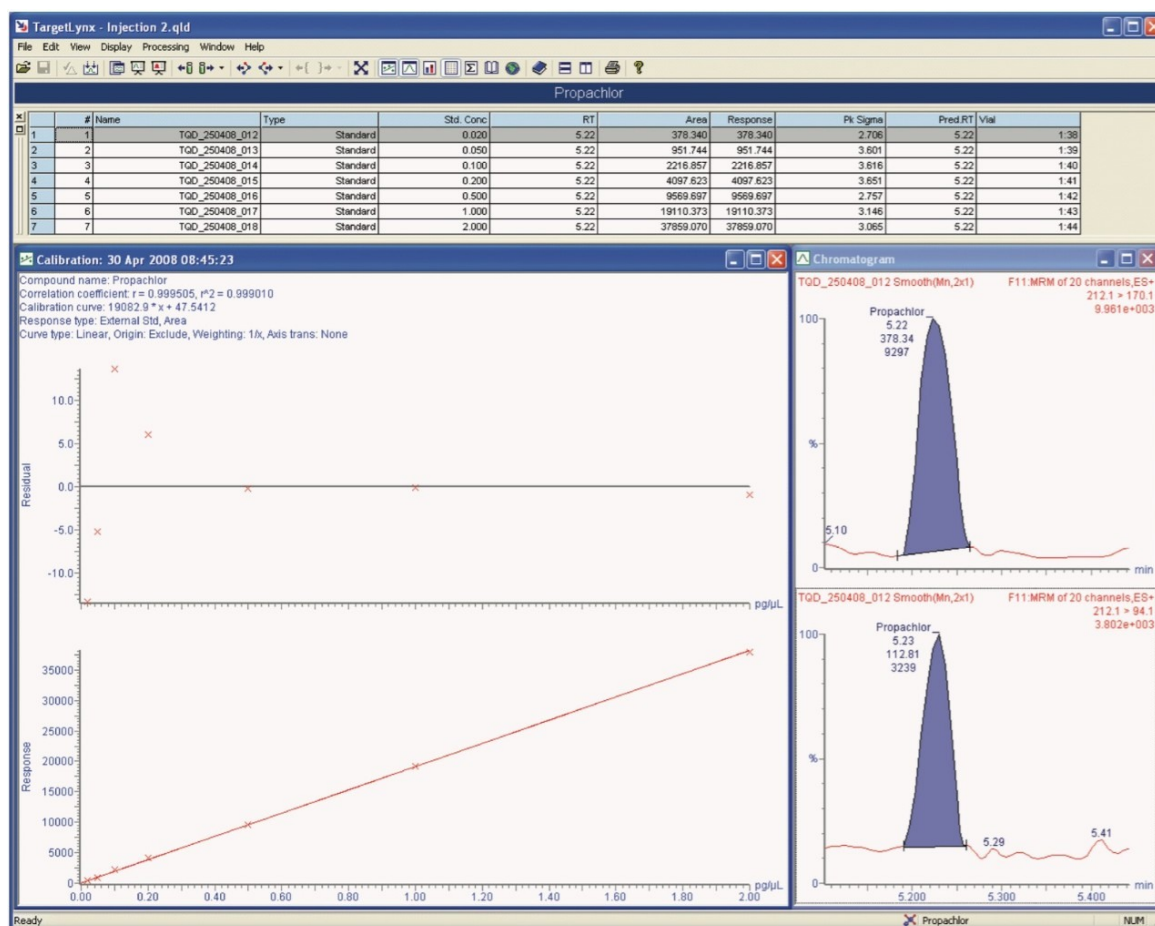 TargetLynx - Injection 2.qld
File Edit View Display Processing Window Help
Propachlor
# Name Type Std. Conc RT Area Response Pk Sigma Pred.RT Vial
1 1 TQD_250408_012 Standard 0.020 5.22 378.340 378.340 2.706 5.22 1:38
2 2 TQD_250408_013 Standard 0.050 5.22 951.744 951.744 3.601 5.22 1:39
3 3 TQD_250408_014 Standard 0.100 5.22 2216.857 2216.857 3.616 5.22 1:40
4 4 TQD_250408_015 Standard 0.200 5.22 4097.623 4097.623 3.651 5.22 1:41
5 5 TQD_250408_016 Standard 0.500 5.22 9569.697 9569.697 2.757 5.22 1:42
6 6 TQD_250408_017 Standard 1.000 5.22 19110.373 19110.373 3.146 5.22 1:43
7 7 TQD_250408_018 Standard 2.000 5.22 37859.070 37859.070 3.065 5.22 1:44
Calibration: 30 Apr 2008 08:45:23
Compound name: Propachlor
Correlation coefficient: r = 0.999505, r^2 = 0.999010
Calibration curve: 19082.9 * x + 47.5412
Response type: External Std, Area
Curve type: Linear, Origin: Exclude, Weighting: 1/x, Axis trans: None
10.0
5.0
0.0
-5.0
-10.0
Residual
pg/µL
35000
30000
25000
20000
15000
10000
5000
0
Response
0.00 0.20 0.40 0.60 0.80 1.00 1.20 1.40 1.60 1.80 2.00
pg/µL
Chromatogram
TQD_250408_012 Smooth(Mn,2x1) F11:MRM of 20 channels,ES+
212.1 > 170.1
9.961e+003
Propachlor
5.22
378.34
9297
100
%
0
5.10
min
TQD_250408_012 Smooth(Mn,2x1) F11:MRM of 20 channels,ES+
212.1 > 94.1
3.802e+003
Propachlor
5.23
112.81
3239
100
%
0
5.29
5.41
5.200 5.300 5.400
min
Ready Propachlor NUM